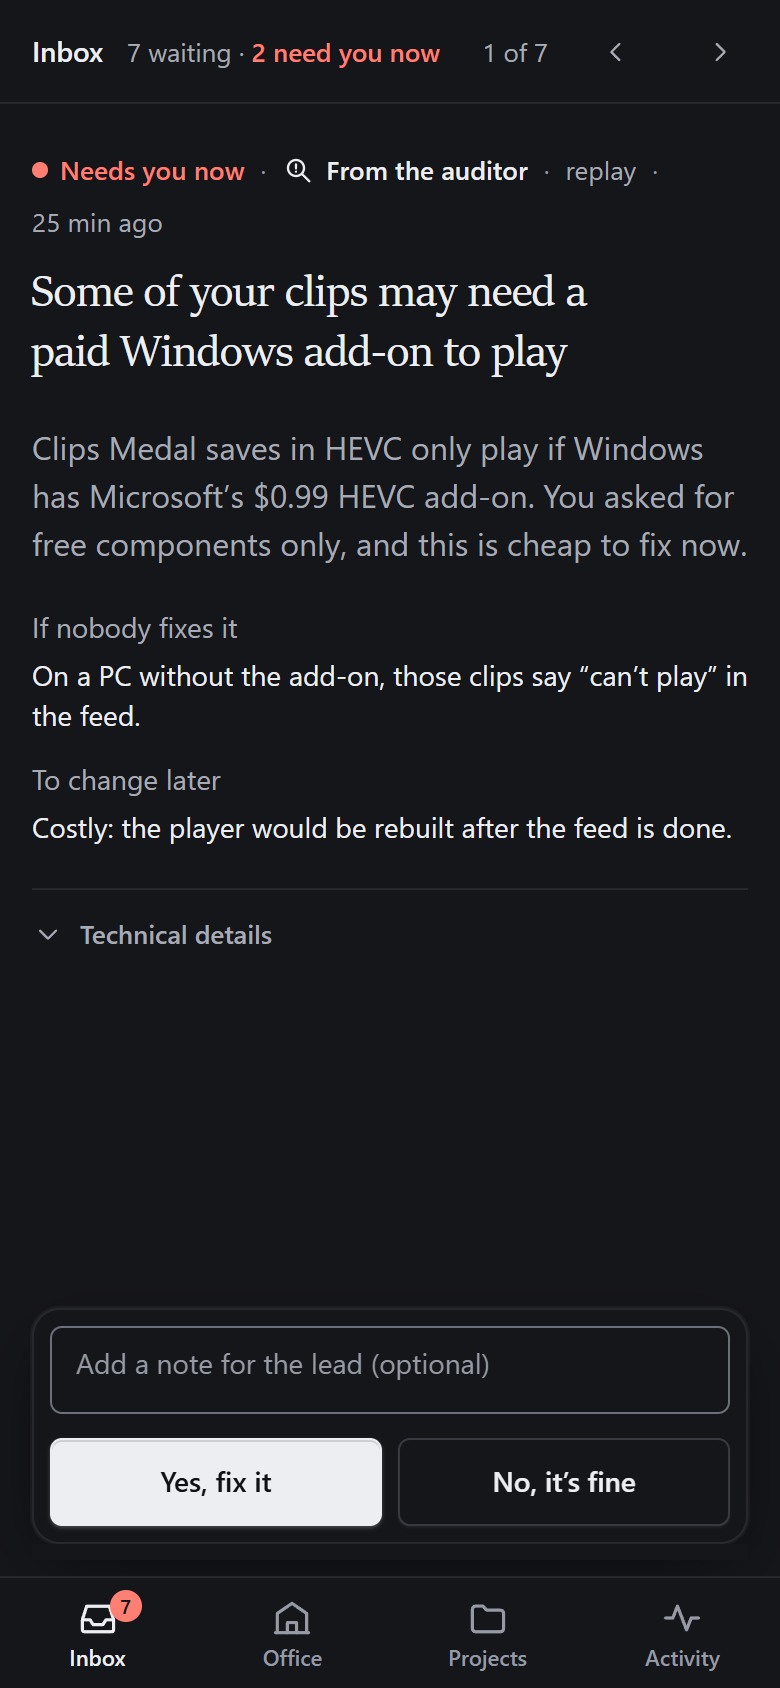 Inbox 7 waiting · 2 need you now 1 of 7
Needs you now · From the auditor · replay ·
25 min ago
Some of your clips may need a
paid Windows add-on to play
Clips Medal saves in HEVC only play if Windows
has Microsoft’s $0.99 HEVC add-on. You asked for
free components only, and this is cheap to fix now.
If nobody fixes it
On a PC without the add-on, those clips say “can’t play” in
the feed.
To change later
Costly: the player would be rebuilt after the feed is done.
Technical details
Add a note for the lead (optional)
Yes, fix it No, it’s fine
7
Inbox Office Projects Activity